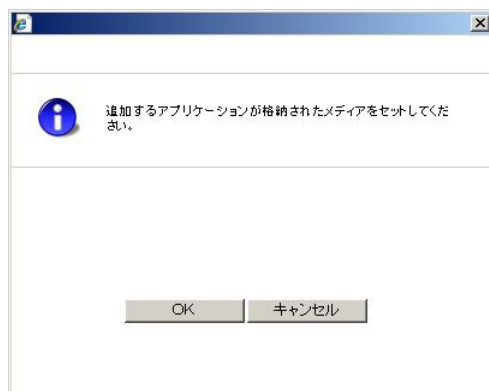 追加するアプリケーションが格納されたメディアをセットしてくだ
さい。
OK
キャンセル